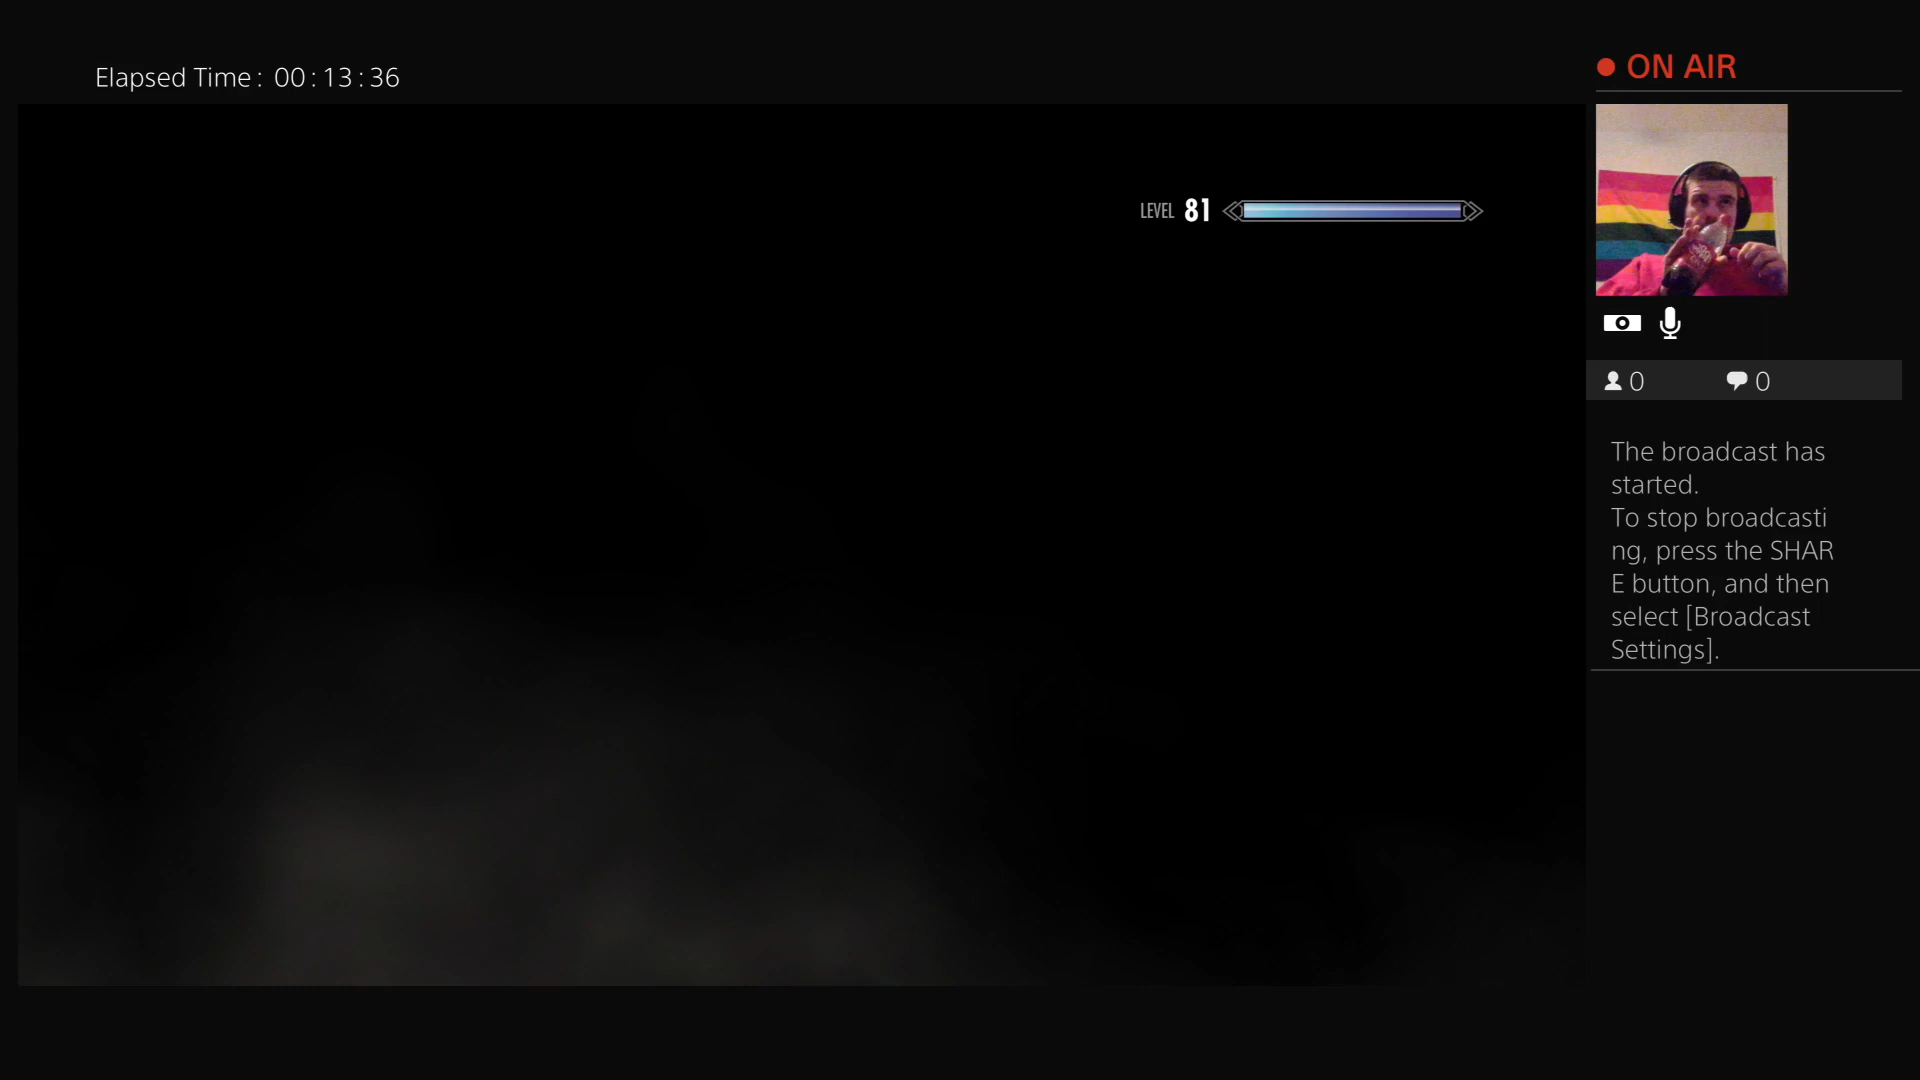 Elapsed Time: 00:13:36
ON AIR
LEVEL 81
0 0
The broadcast has
started.
To stop broadcasti
ng, press the SHAR
E button, and then
select [Broadcast
Settings].